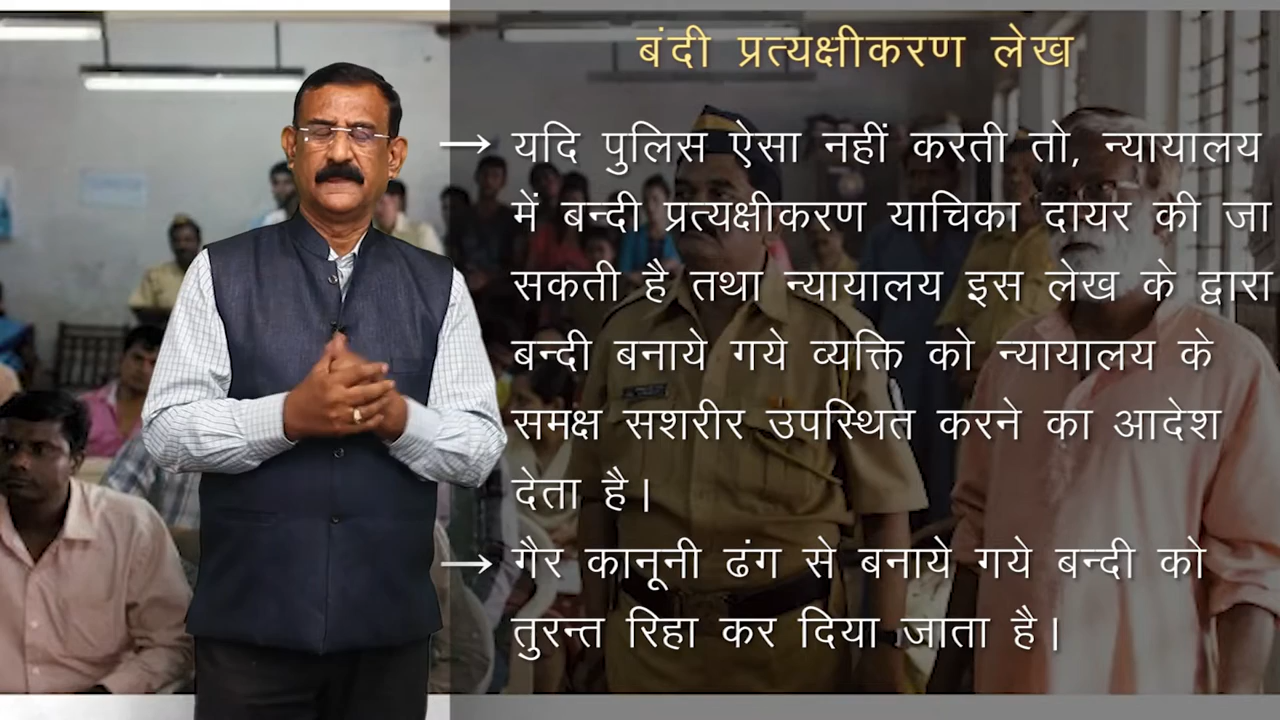 बंदी प्रत्यक्षीकरण लेख
→ यदि पुलिस ऐसा नहीं करती तो, न्यायालय
में बन्दी प्रत्यक्षीकरण याचिका दायर की जा
सकती है तथा न्यायालय इस लेख के द्वारा
बन्दी बनाये गये व्यक्ति को न्यायालय के
समक्ष सशरीर उपस्थित करने का आदेश
देता है।
→ गैर कानूनी ढंग से बनाये गये बन्दी को
तुरन्त रिहा कर दिया जाता है।